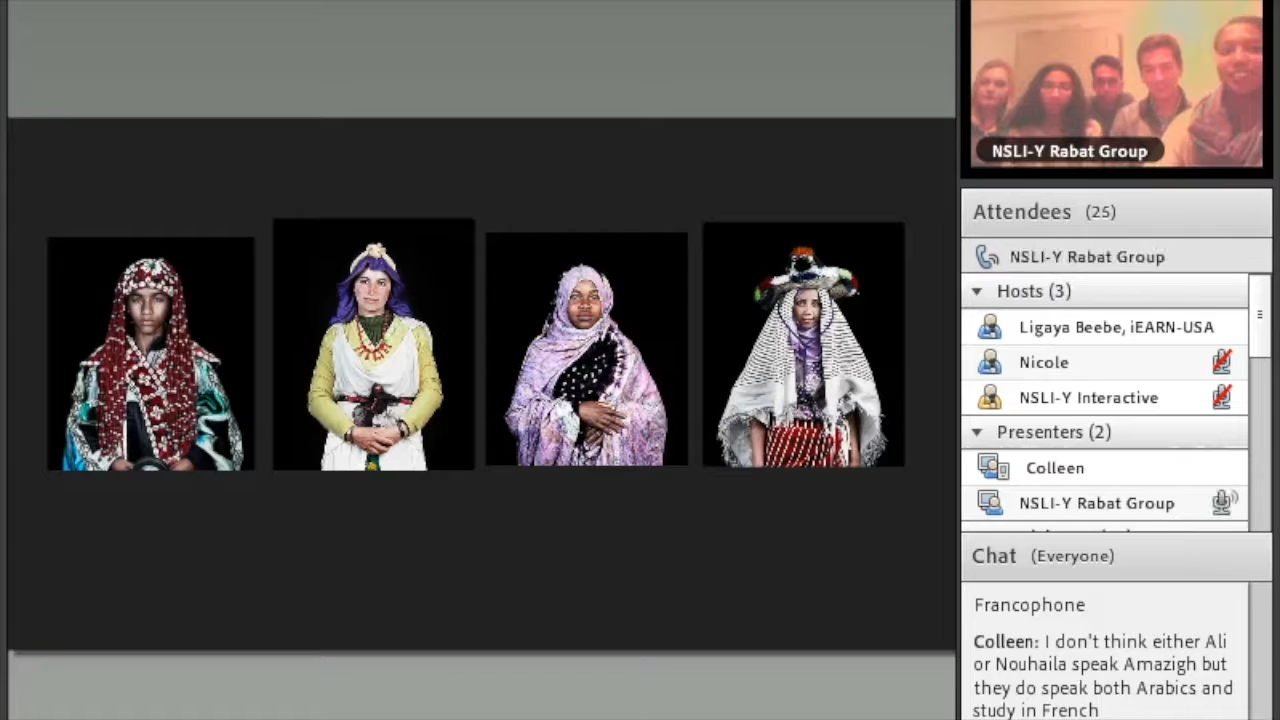 NSLI-Y Rabat Group
Attendees (25)
NSLI-Y Rabat Group
Hosts (3)
Ligaya Beebe, iEARN-USA
Nicole
NSLI-Y Interactive
Presenters (2)
Colleen
NSLI-Y Rabat Group
Chat (Everyone)
Francophone
Colleen: I don't think either Ali
or Nouhaila speak Amazigh but
they do speak both Arabics and
study in French